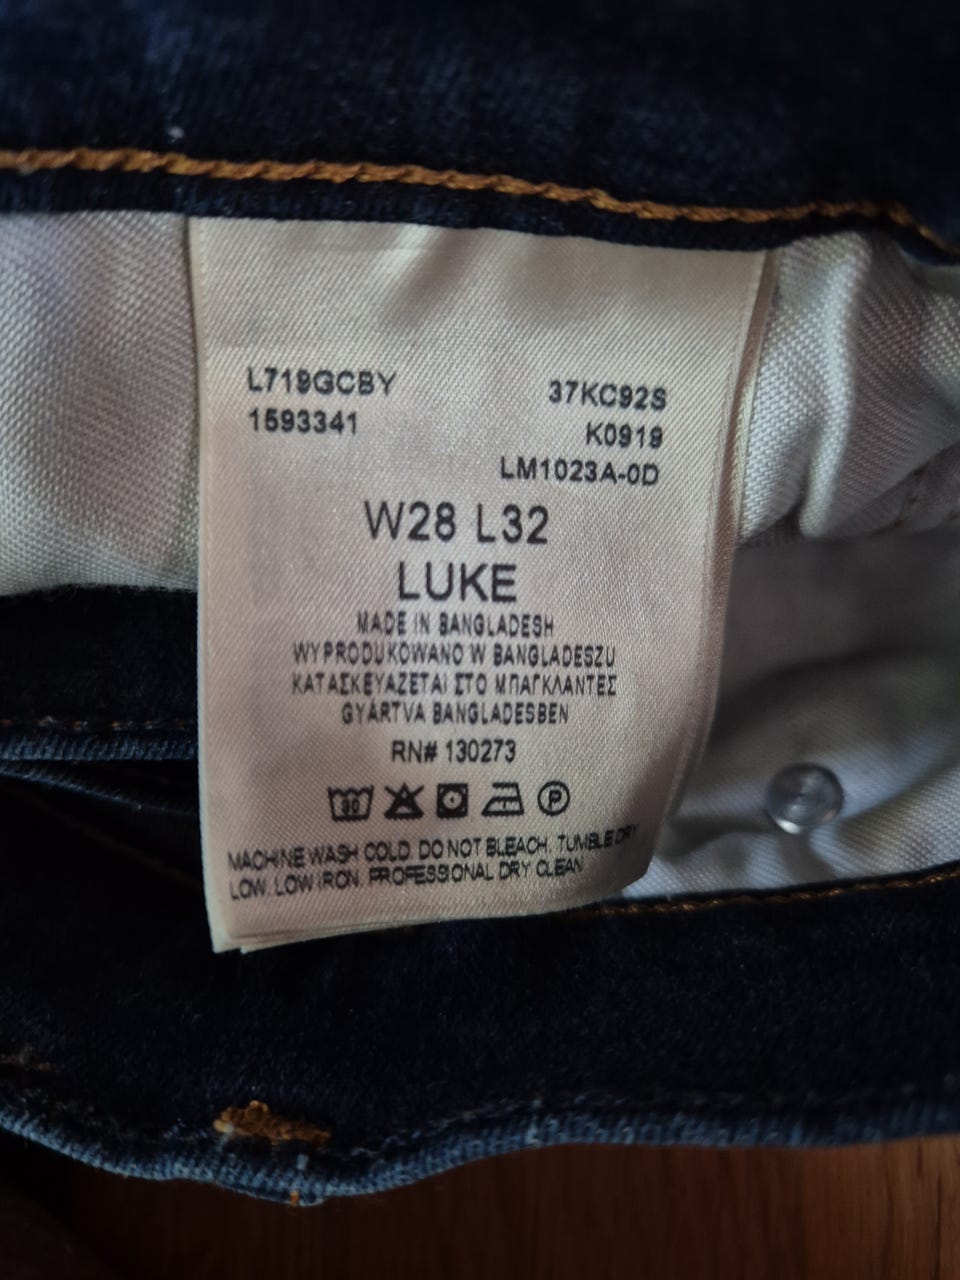 L719GCBY
1593341
37KC92S
K0919
LM1023A-0D
W28 L32
LUKE
MADE IN BANGLADESH
WYPRODUKOWANO W BANGLADESZU
ΚΑΤΑΣΚΕΥΑΖΕΤΑΙ ΣΤΟ ΜΠΑΓΚΛΑΝΤΕΣ
GYÁRTVA BANGLADESBEN
RN# 130273
30 P
MACHINE WASH COLD. DO NOT BLEACH. TUMBLE DRY
LOW. LOW IRON. PROFESSIONAL DRY CLEAN